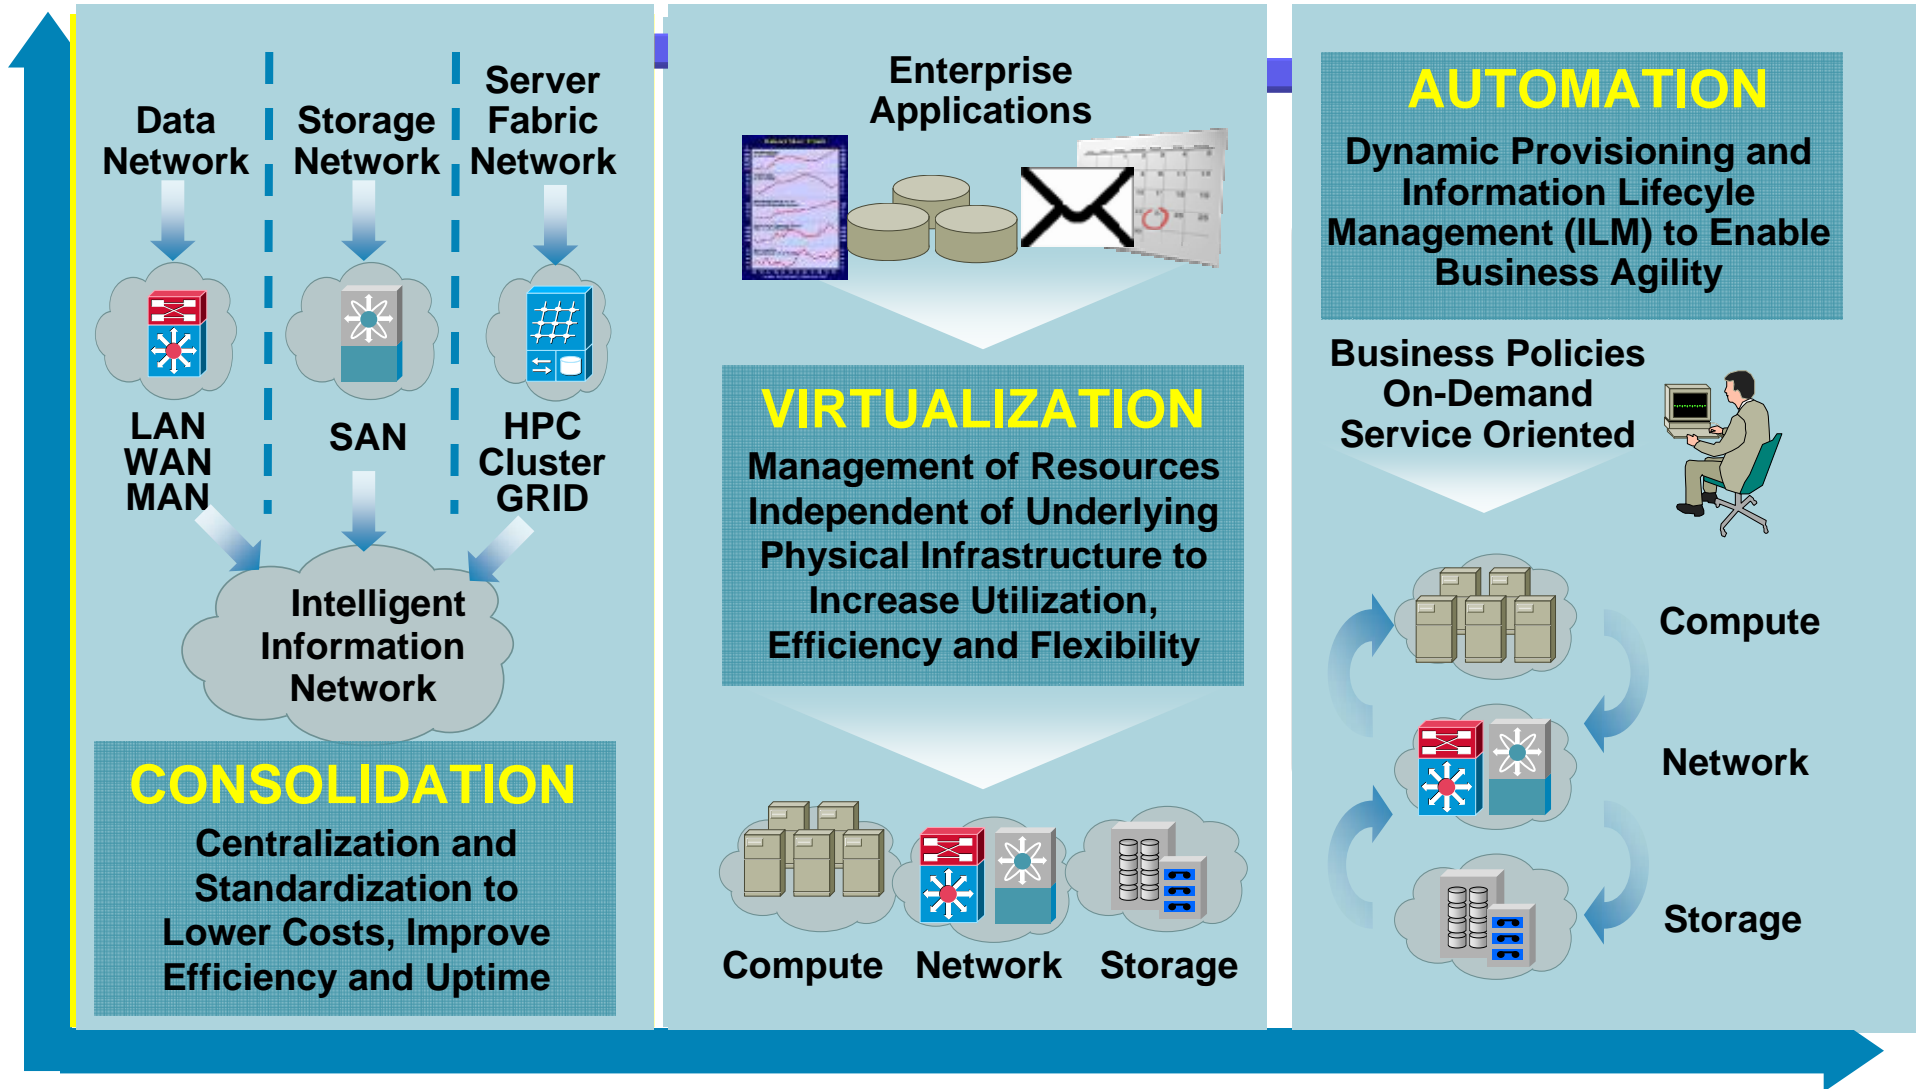 Data
Network
Storage
Network
Server
Fabric
Network
LAN
WAN
MAN
SAN
HPC
Cluster
GRID
Intelligent
Information
Network
CONSOLIDATION
Centralization and
Standardization to
Lower Costs, Improve
Efficiency and Uptime
Enterprise
Applications
VIRTUALIZATION
Management of Resources
Independent of Underlying
Physical Infrastructure to
Increase Utilization,
Efficiency and Flexibility
Compute
Network
Storage
AUTOMATION
Dynamic Provisioning and
Information Lifecyle
Management (ILM) to Enable
Business Agility
Business Policies
On-Demand
Service Oriented
Compute
Network
Storage